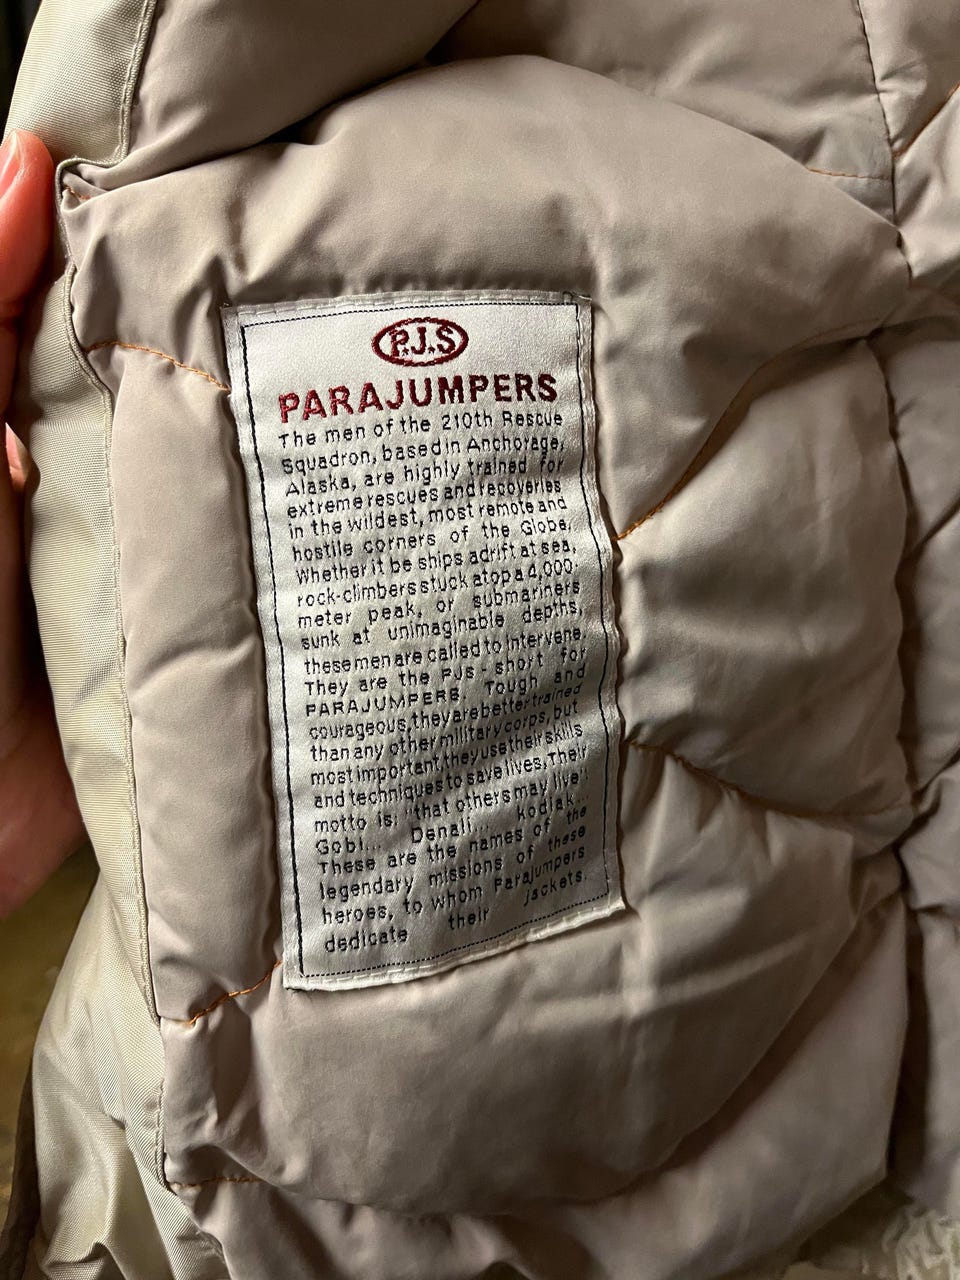 P.J.S
PARAJUMPERS
The men of the 210th Rescue
Squadron, based in Anchorage,
Alaska, are highly trained for
extreme rescues and recoveries
in the wildest, most remote and
hostile corners of the Globe.
Whether it be ships adrift at sea,
rock-climbers stuck atop a 4,000.
meter peak, or submariners
sunk at unimaginable depths,
these men are called to intervene.
They are the PJs - short for
PARAJUMPERS. Tough and
courageous, they are better trained
than any other military corps, but
most important, they use their skills
and techniques to save lives. Their
motto is: "that others may live".
Gobi... Denali... Kodiak...
These are the names of the
legendary missions of these
heroes, to whom Parajumpers
dedicate their jackets.